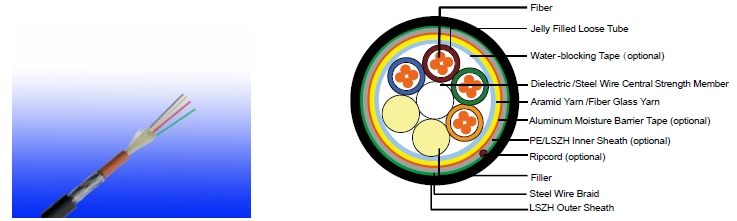 Fiber
Jelly Filled Loose Tube
Water-blocking Tape (optional)
Dielectric /Steel Wire Central Strength Member
Aramid Yarn /Fiber Glass Yarn
Aluminum Moisture Barrier Tape (optional)
PE/LSZH Inner Sheath (optional)
Ripcord (optional)
Filler
Steel Wire Braid
LSZH Outer Sheath